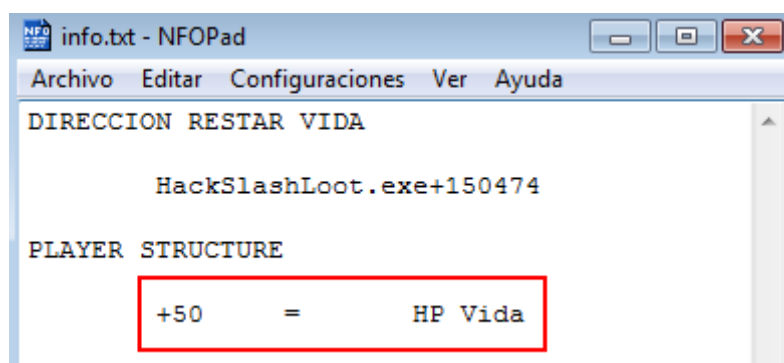 info.txt - NFOPad
Archivo Editar Configuraciones Ver Ayuda
DIRECCION RESTAR VIDA
HackSlashLoot.exe+150474
PLAYER STRUCTURE
+50 = HP Vida